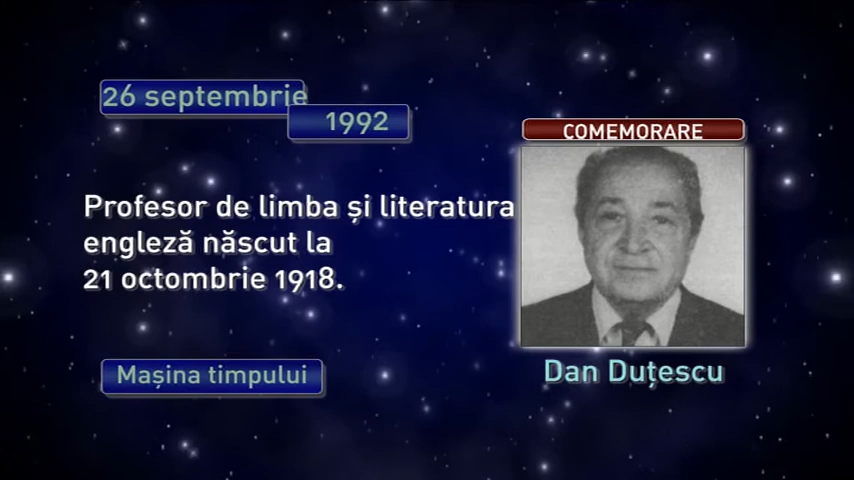 26 septembrie
1992
COMEMORARE
Profesor de limba și literatura
engleză născut la
21 octombrie 1918.
Dan Duțescu
Mașina timpului